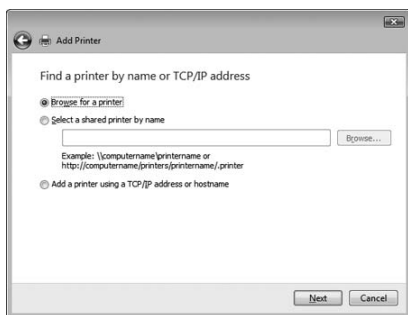 Add Printer
Find a printer by name or TCP/IP address
Browse for a printer
Select a shared printer by name
Browse...
Example: \\computername\printername or
http://computername/printers/printername/.printer
Add a printer using a TCP/IP address or hostname
Next Cancel